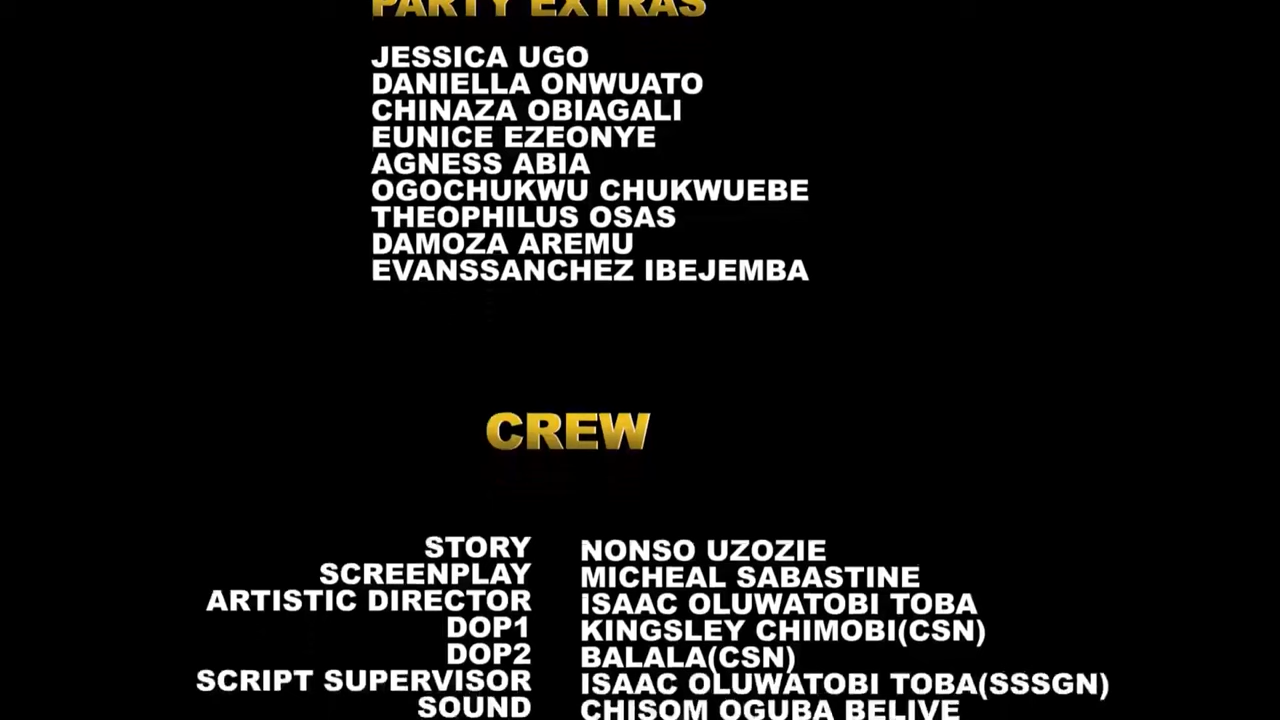 PARTY EXTRAS
JESSICA UGO
DANIELLA ONWUATO
CHINAZA OBIAGALI
EUNICE EZEONYE
AGNESS ABIA
OGOCHUKWU CHUKWUEBE
THEOPHILUS OSAS
DAMOZA AREMU
EVANSSANCHEZ IBEJEMBA
CREW
STORY NONSO UZOZIE
SCREENPLAY MICHEAL SABASTINE
ARTISTIC DIRECTOR ISAAC OLUWATOBI TOBA
DOP1 KINGSLEY CHIMOBI(CSN)
DOP2 BALALA(CSN)
SCRIPT SUPERVISOR ISAAC OLUWATOBI TOBA(SSSGN)
SOUND CHISOM OGUBA BELIVE